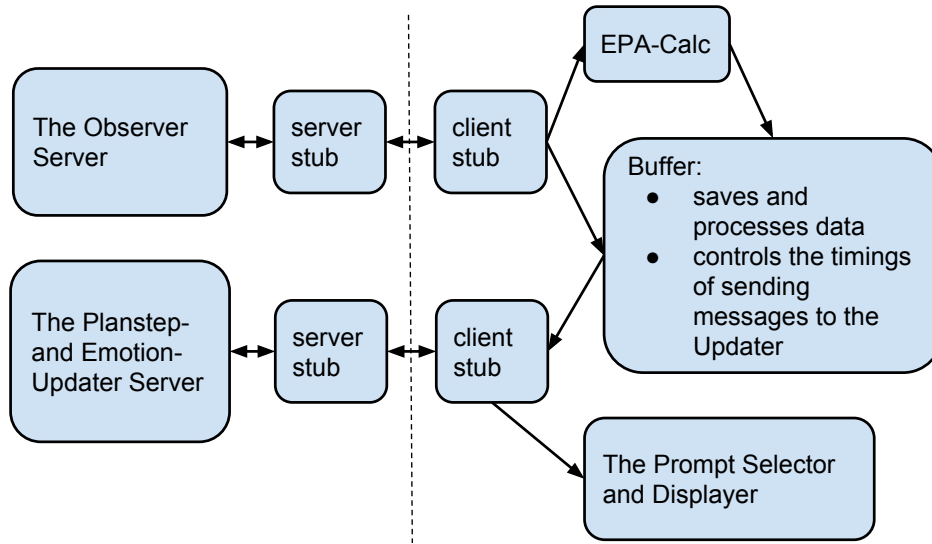 EPA-Calc
The Observer
Server
server
stub
client
stub
Buffer:
● saves and
processes data
● controls the timings
of sending
messages to the
Updater
The Planstep-
and Emotion-
Updater Server
server
stub
client
stub
The Prompt Selector
and Displayer